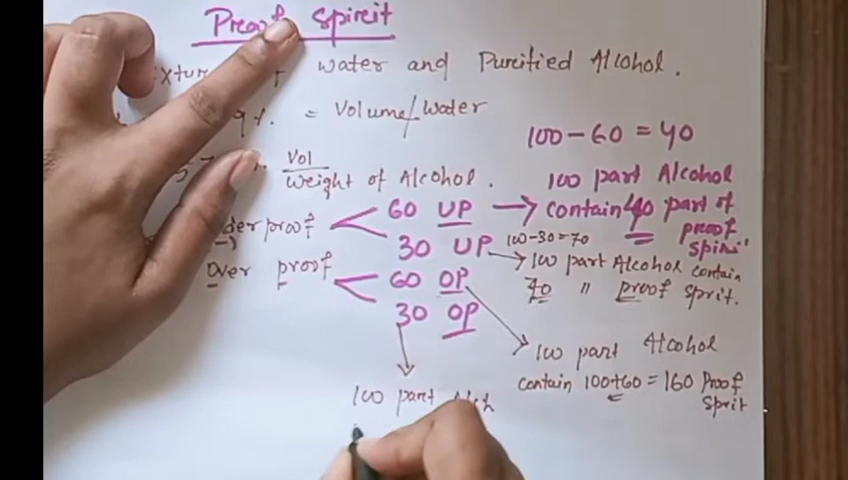 Proof Spireit
water and Purified Alcohol.
= Volume/water
Vol
weight of Alcohol.
100-60 = 40
100 part Alcohol
60 UP → contain 40 part of
proof
spirit
proof
30 UP
100-30=70
100 part Alcohol contain
70 " proof Sprit.
Over proof
60 OP
30 OP
100 part Alcohol
contain 100+60 = 160 Proof
Sprit
100 part